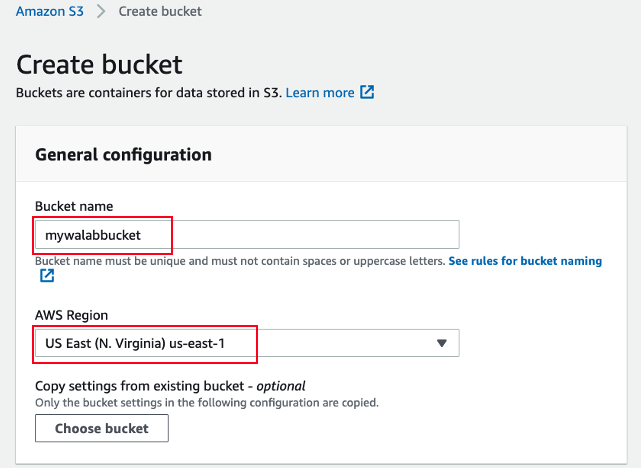 Amazon S3 > Create bucket
Create bucket
Buckets are containers for data stored in S3. Learn more
General configuration
Bucket name
mywalabbucket
Bucket name must be unique and must not contain spaces or uppercase letters. See rules for bucket naming
AWS Region
US East (N. Virginia) us-east-1
Copy settings from existing bucket - optional
Only the bucket settings in the following configuration are copied.
Choose bucket